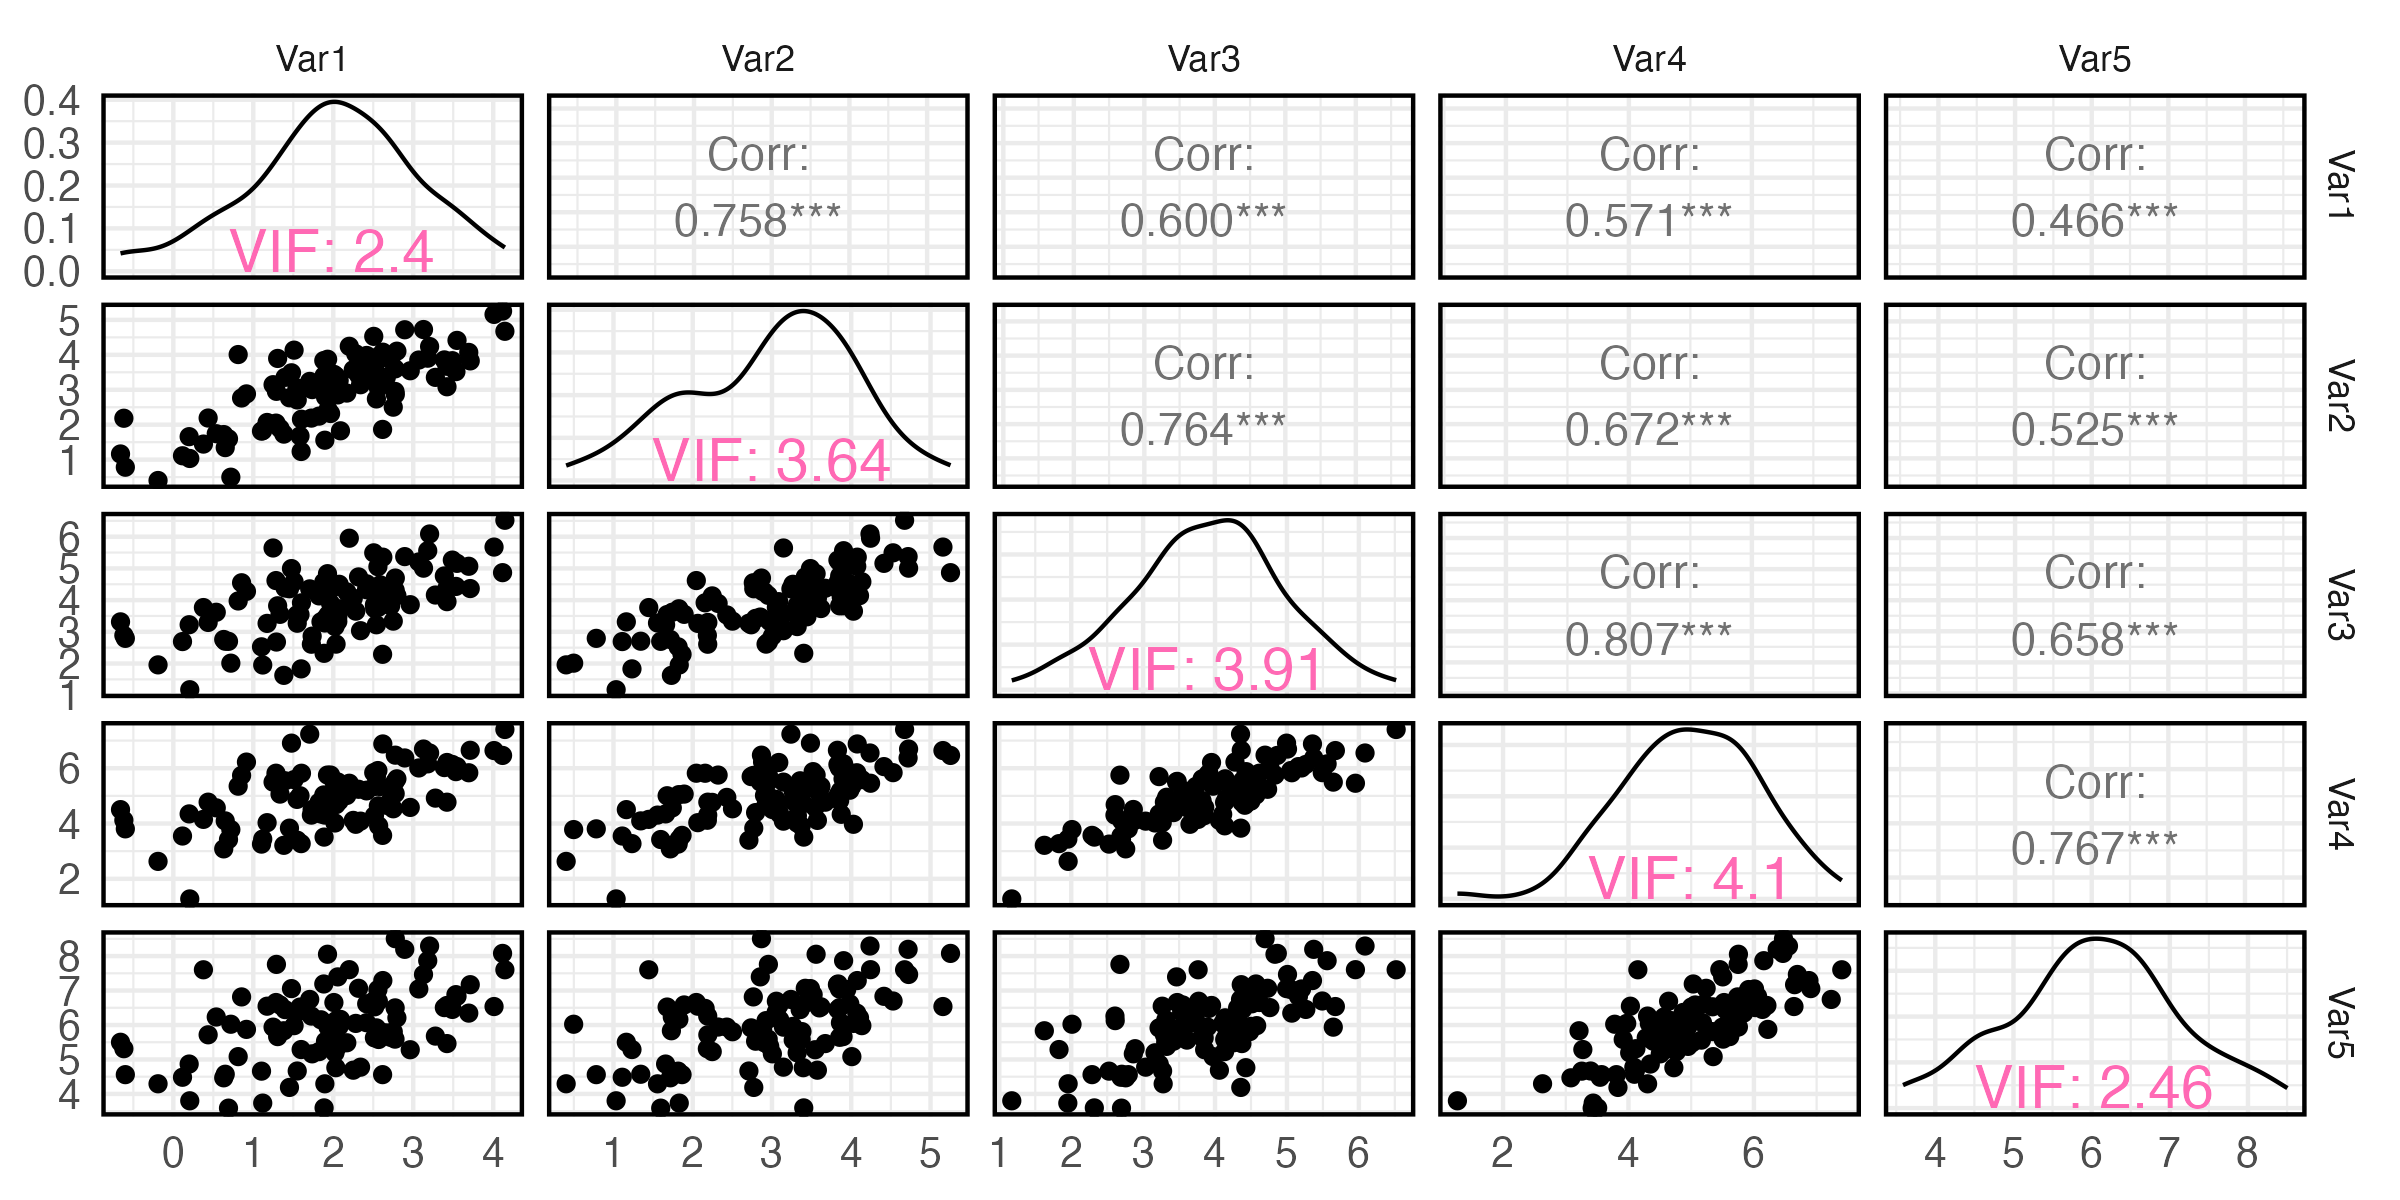 Var1 Var2 Var3 Var4 Var5
0.4
0.3
0.2
0.1
0.0
VIF: 2.4
Corr:
0.758***
Corr:
0.600***
Corr:
0.571***
Corr:
0.466***
Var1
5
4
3
2
1
VIF: 3.64
Corr:
0.764***
Corr:
0.672***
Corr:
0.525***
Var2
6
5
4
3
2
1
VIF: 3.91
Corr:
0.807***
Corr:
0.658***
Var3
6
4
2
VIF: 4.1
Corr:
0.767***
Var4
8
7
6
5
4
VIF: 2.46
Var5
0 1 2 3 4
1 2 3 4 5
1 2 3 4 5 6
2 4 6
4 5 6 7 8